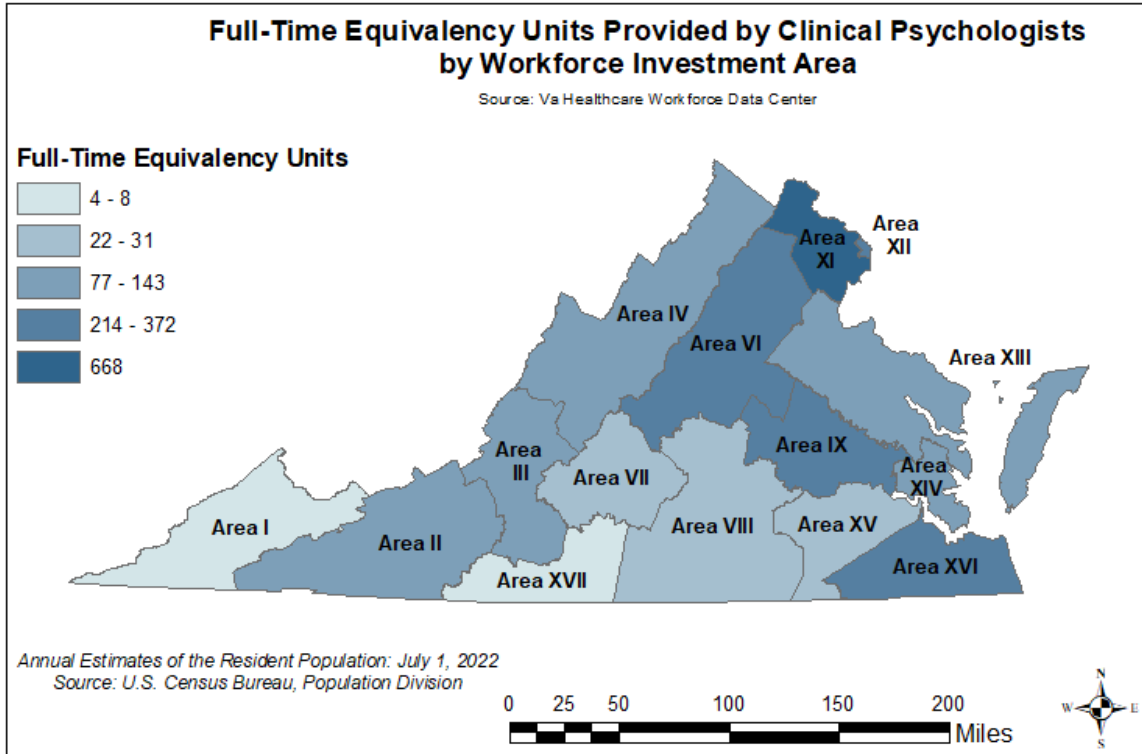 Full-Time Equivalency Units Provided by Clinical Psychologists
by Workforce Investment Area
Source: Va Healthcare Workforce Data Center
Full-Time Equivalency Units
4 - 8
22 - 31
77 - 143
214 - 372
668
Area
XII
Area
XI
Area IV
Area VI
Area XIII
Area
III
Area IX
Area VII
Area
XIV
Area I
Area II
Area VIII
Area XV
Area XVII
Area XVI
Annual Estimates of the Resident Population: July 1, 2022
Source: U.S. Census Bureau, Population Division
0 25 50 100 150 200
Miles
N
W E
S